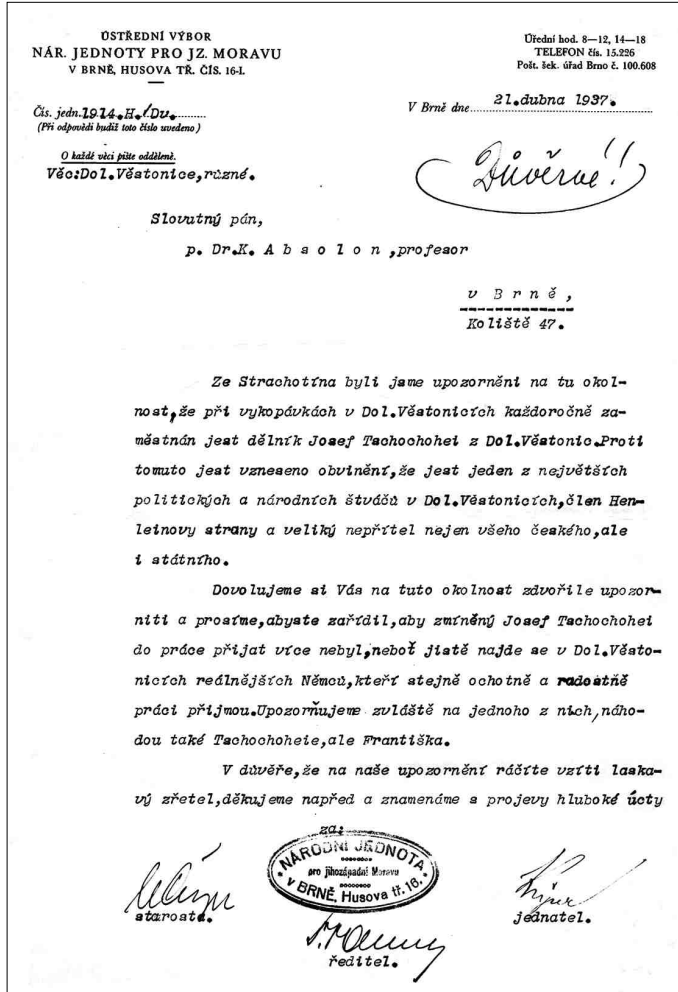 ÚSTŘEDNÍ VÝBOR
NÁR. JEDNOTY PRO JZ. MORAVU
V BRNĚ, HUSOVA TŘ. ČÍS. 16-I.
Úřední hod. 8—12, 14—18
TELEFON čís. 15.226
Pošt. šek. úřad Brno č. 100.608
Čís. jedn. 1914.H./Du.
(Při odpovědi budiž toto číslo uvedeno)
V Brně dne 21.dubna 1937.
O každé věci pište odděleně.
Věc:Dol.Věstonice,různé.
Důvěrné!!
Slovutný pán,
p. Dr.K. A b s o l o n ,profesor
v B r n ě ,
Koliště 47.
Ze Strachotína byli jsme upozorněni na tu okol-
nost,že při vykopávkách v Dol.Věstonicích každoročně za-
městnán jest dělník Josef Tschochohei z Dol.Věstonic.Proti
tomuto jest vzneseno obvinění,že jest jeden z největších
politických a národních štváčů v Dol.Věstonicích,člen Hen-
leinovy strany a veliký nepřítel nejen všeho českého,ale
i státního.
Dovolujeme si Vás na tuto okolnost zdvořile upozor-
niti a prosíme,abyste zařídil,aby zmíněný Josef Tschochohei
do práce přijat více nebyl,neboť jistě najde se v Dol.Věsto-
nicích reálnějších Němců,kteří stejně ochotně a radostně
práci přijmou.Upozorňujeme zvláště na jednoho z nich,náho-
dou také Tschochoheie,ale Františka.
V důvěře,že na naše upozornění ráčíte vzíti laska-
vý zřetel,děkujeme napřed a znamenáme s projevy hluboké úcty
za:
NÁRODNÍ JEDNOTA
pro jihozápadní Moravu
V BRNĚ, Husova tř. 16.
starosta.
jednatel.
ředitel.